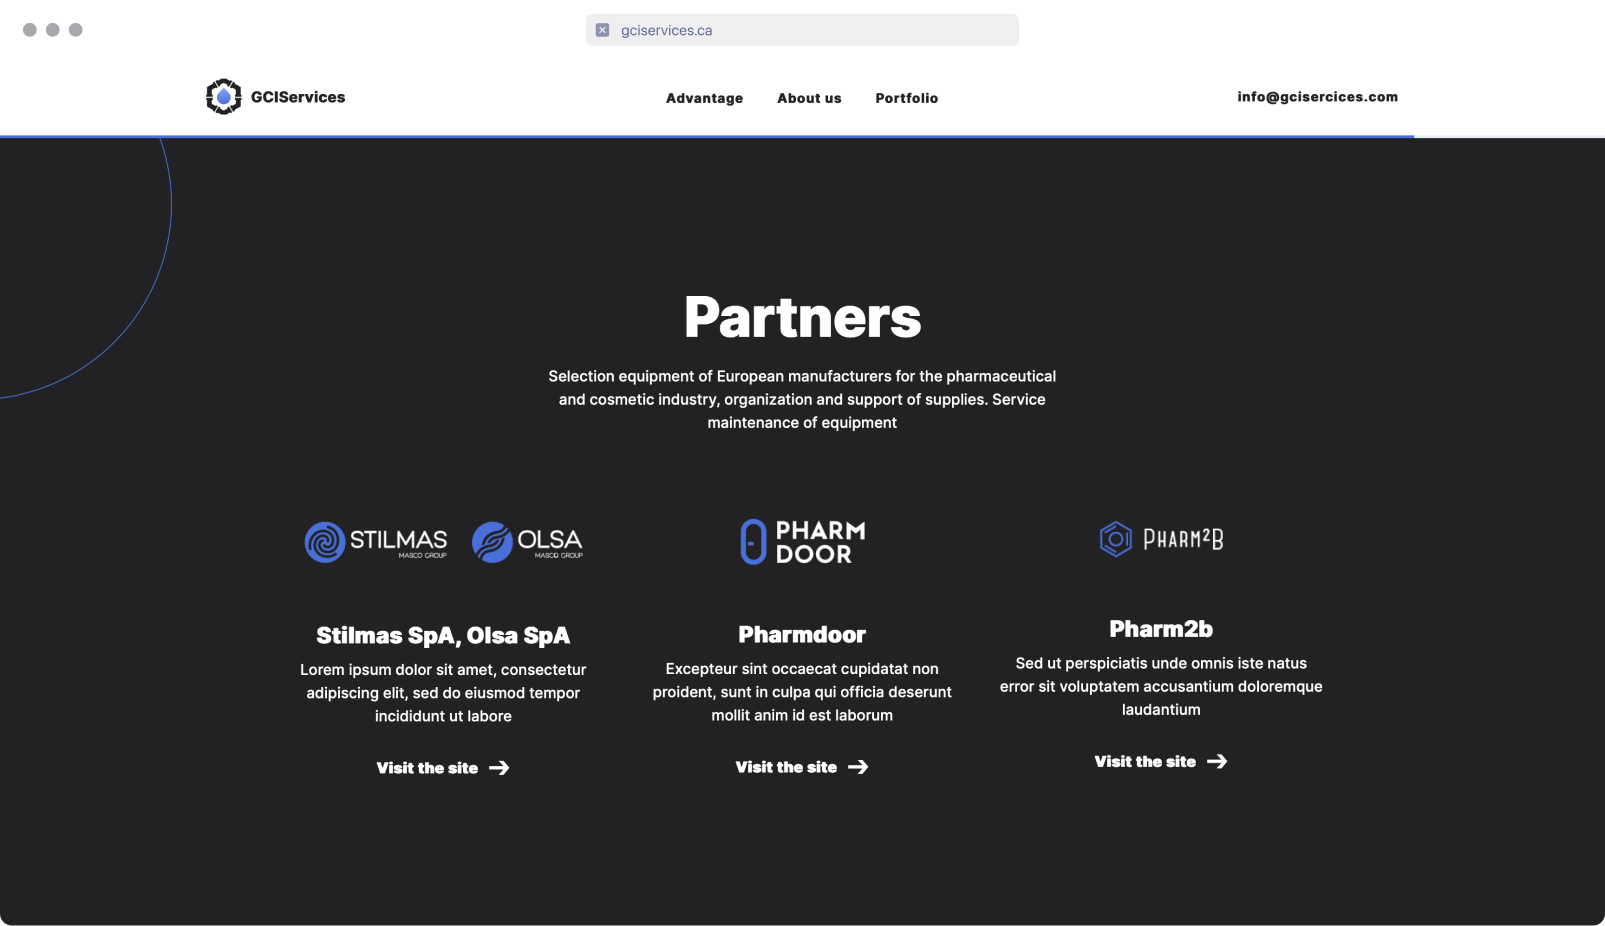 gciservices.ca
GCIServices
Advantage About us Portfolio
info@gcisercices.com
Partners
Selection equipment of European manufacturers for the pharmaceutical
and cosmetic industry, organization and support of supplies. Service
maintenance of equipment
STILMAS
MASCO GROUP
OLSA
MASCO GROUP
PHARM
DOOR
PHARM2B
Stilmas SpA, Olsa SpA
Lorem ipsum dolor sit amet, consectetur
adipiscing elit, sed do eiusmod tempor
incididunt ut labore
Visit the site
Pharmdoor
Excepteur sint occaecat cupidatat non
proident, sunt in culpa qui officia deserunt
mollit anim id est laborum
Visit the site
Pharm2b
Sed ut perspiciatis unde omnis iste natus
error sit voluptatem accusantium doloremque
laudantium
Visit the site